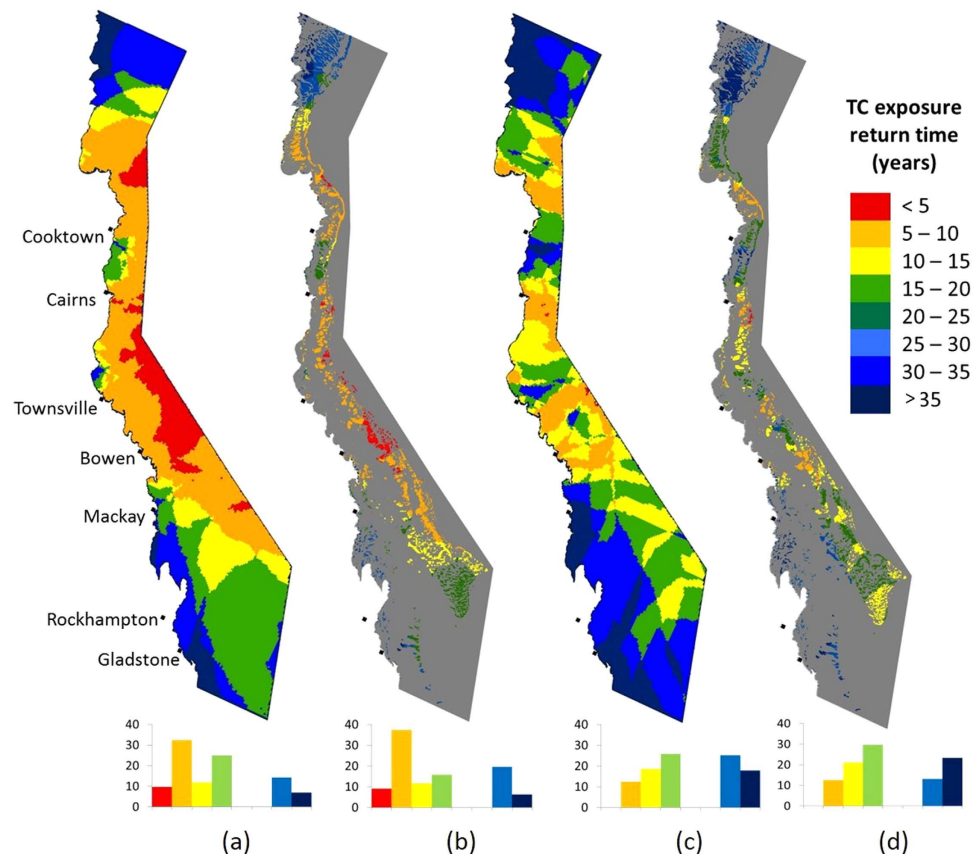 TC exposure
return time
(years)
< 5
5 – 10
10 – 15
15 – 20
20 – 25
25 – 30
30 – 35
> 35
Cooktown
Cairns
Townsville
Bowen
Mackay
Rockhampton
Gladstone
40 40 40 40
30 30 30 30
20 20 20 20
10 10 10 10
0 0 0 0
(a) (b) (c) (d)